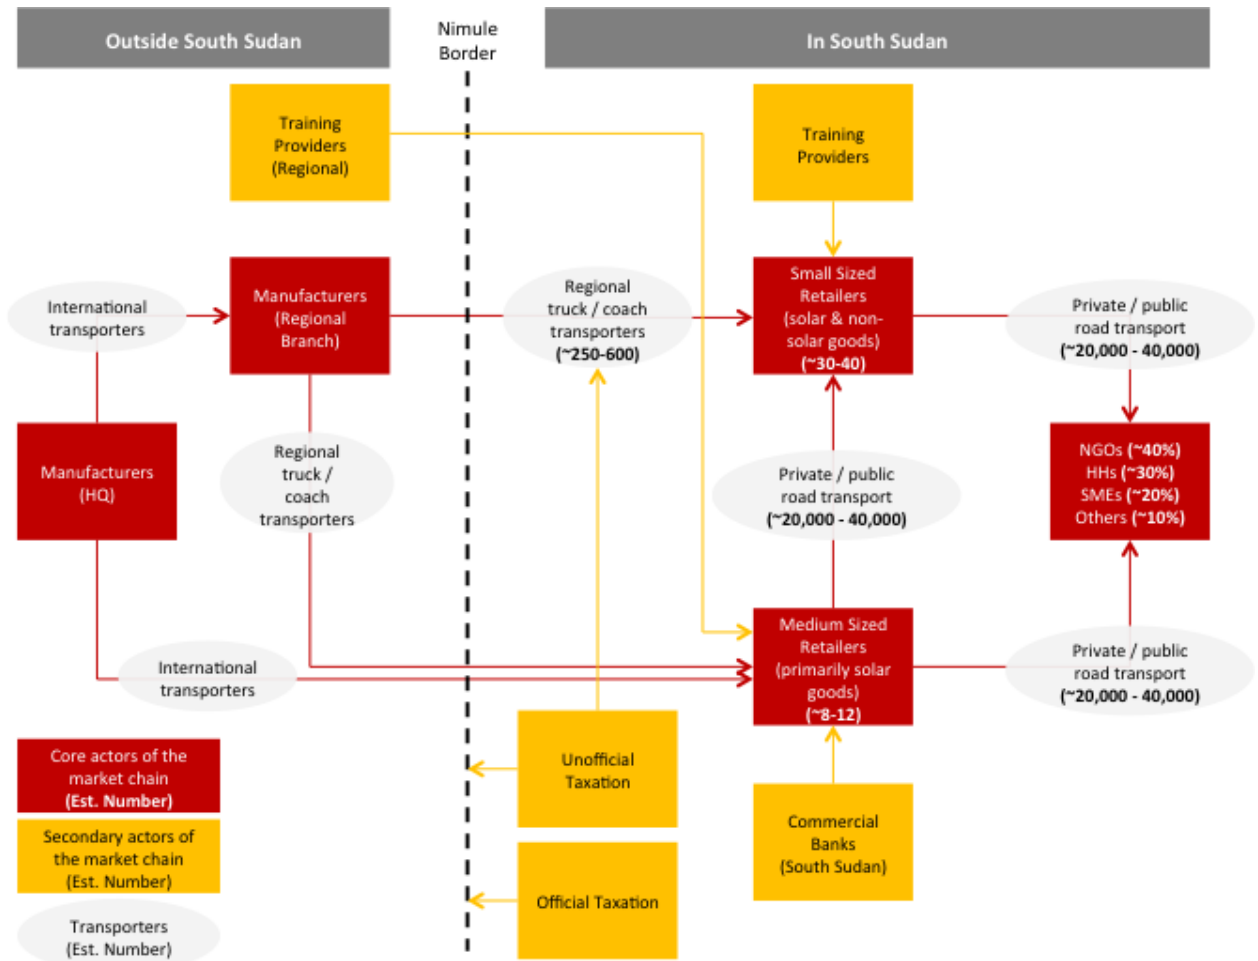 Outside South Sudan
Nimule
Border
In South Sudan
Training
Providers
(Regional)
Training
Providers
International
transporters
Manufacturers
(Regional
Branch)
Regional
truck / coach
transporters
(~250-600)
Small Sized
Retailers
(solar & non-
solar goods)
(~30-40)
Private / public
road transport
(~20,000 - 40,000)
Manufacturers
(HQ)
Regional
truck /
coach
transporters
Private / public
road transport
(~20,000 - 40,000)
NGOs (~40%)
HHs (~30%)
SMEs (~20%)
Others (~10%)
International
transporters
Medium Sized
Retailers
(primarily solar
goods)
(~8-12)
Private / public
road transport
(~20,000 - 40,000)
Core actors of the
market chain
(Est. Number)
Unofficial
Taxation
Secondary actors of
the market chain
(Est. Number)
Commercial
Banks
(South Sudan)
Official Taxation
Transporters
(Est. Number)